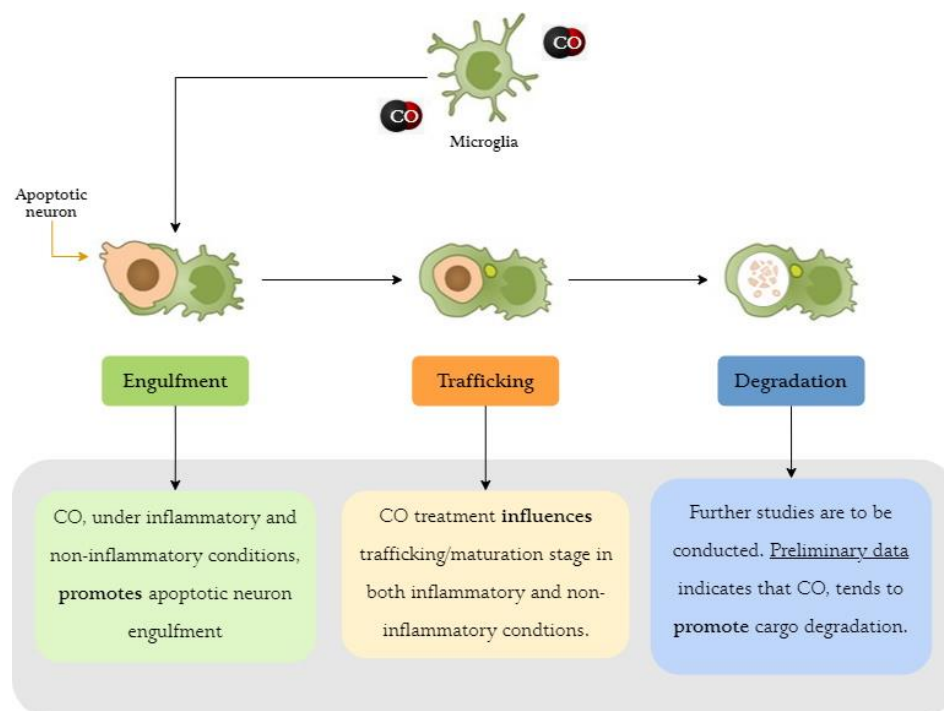 CO
CO
Microglia
Apoptotic
neuron
Engulfment
Trafficking
Degradation
CO, under inflammatory and
non-inflammatory conditions,
promotes apoptotic neuron
engulfment
CO treatment influences
trafficking/maturation stage in
both inflammatory and non-
inflammatory condtions.
Further studies are to be
conducted. Preliminary data
indicates that CO, tends to
promote cargo degradation.